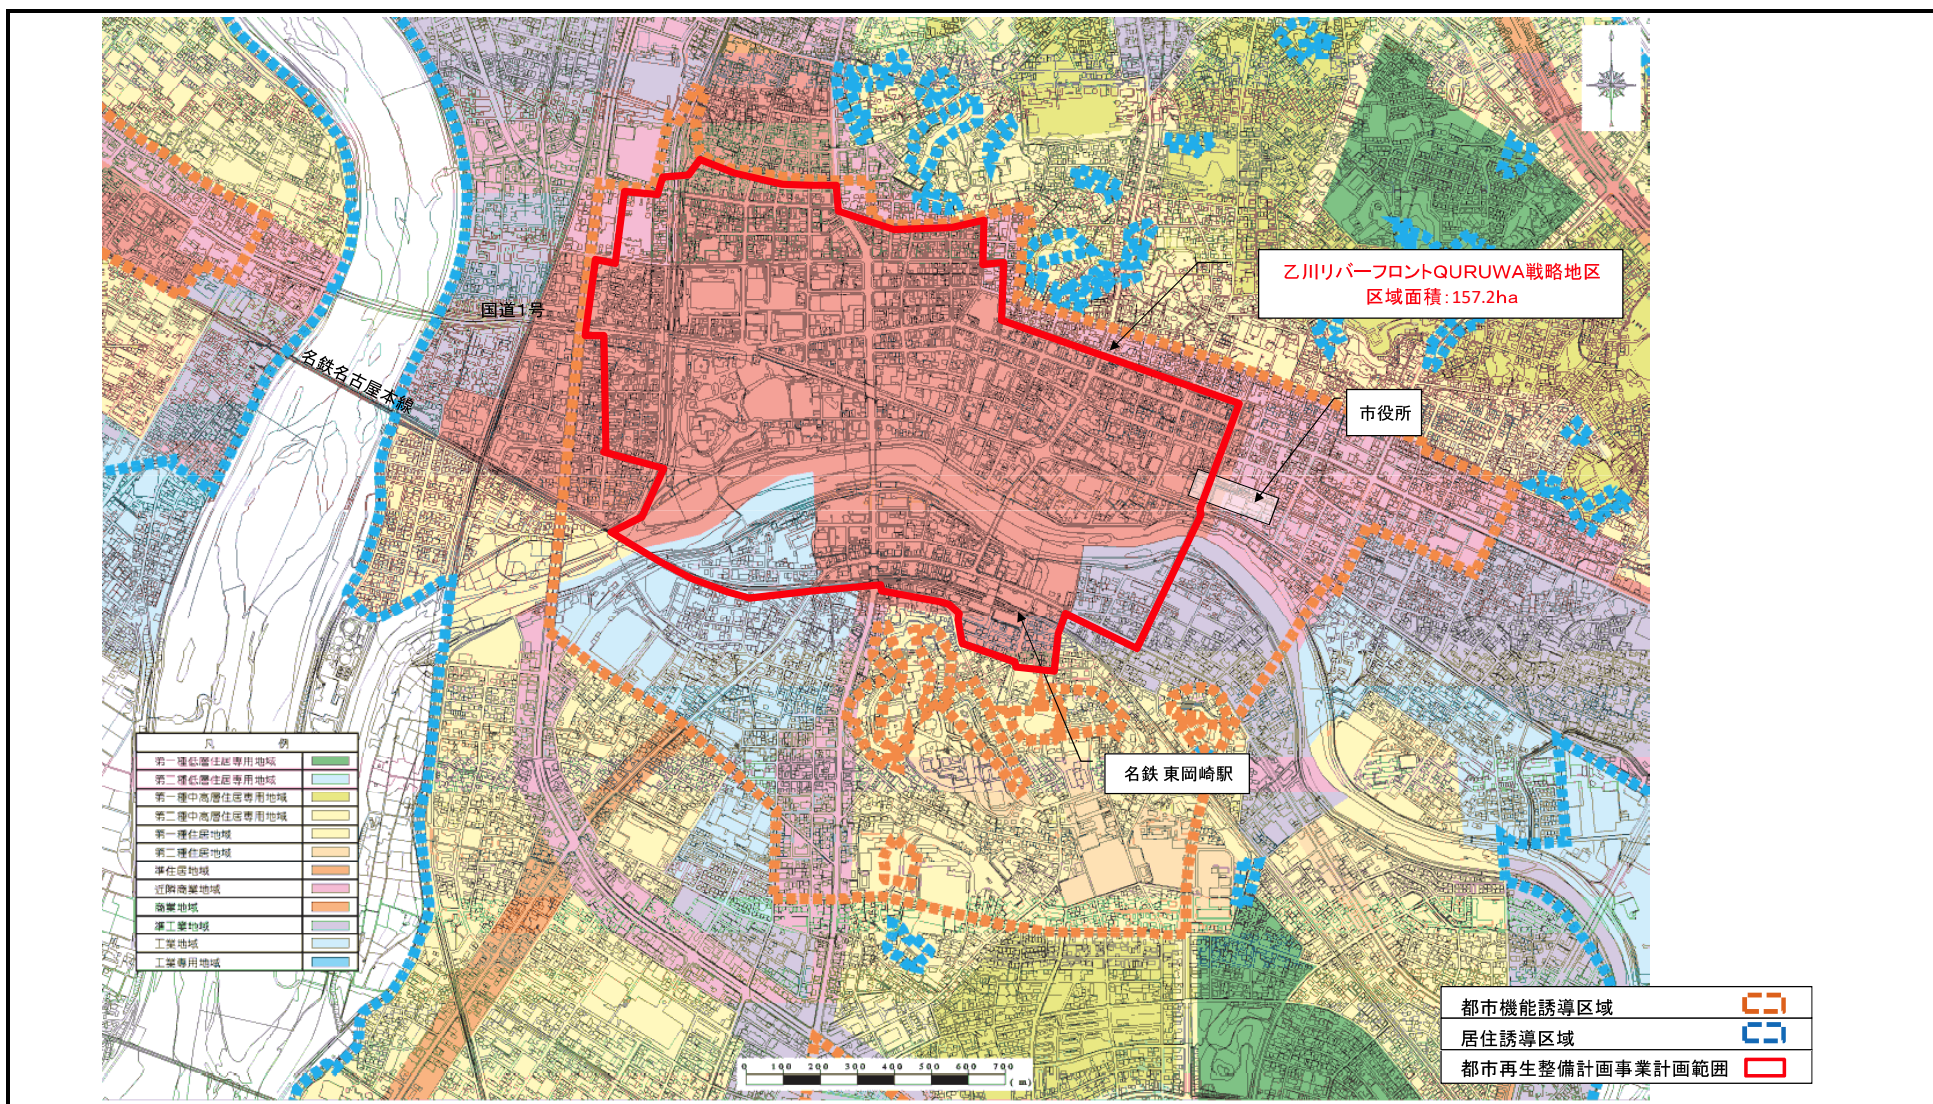 乙川リバーフロントQURUWA戦略地区
区域面積：157.2ha
国道1号
名鉄名古屋本線
市役所
名鉄 東岡崎駅
凡 例
第一種低層住居専用地域
第二種低層住居専用地域
第一種中高層住居専用地域
第二種中高層住居専用地域
第一種住居地域
第二種住居地域
準住居地域
近隣商業地域
商業地域
準工業地域
工業地域
工業専用地域
都市機能誘導区域
居住誘導区域
都市再生整備計画事業計画範囲
0 100 200 300 400 500 600 700
(m)